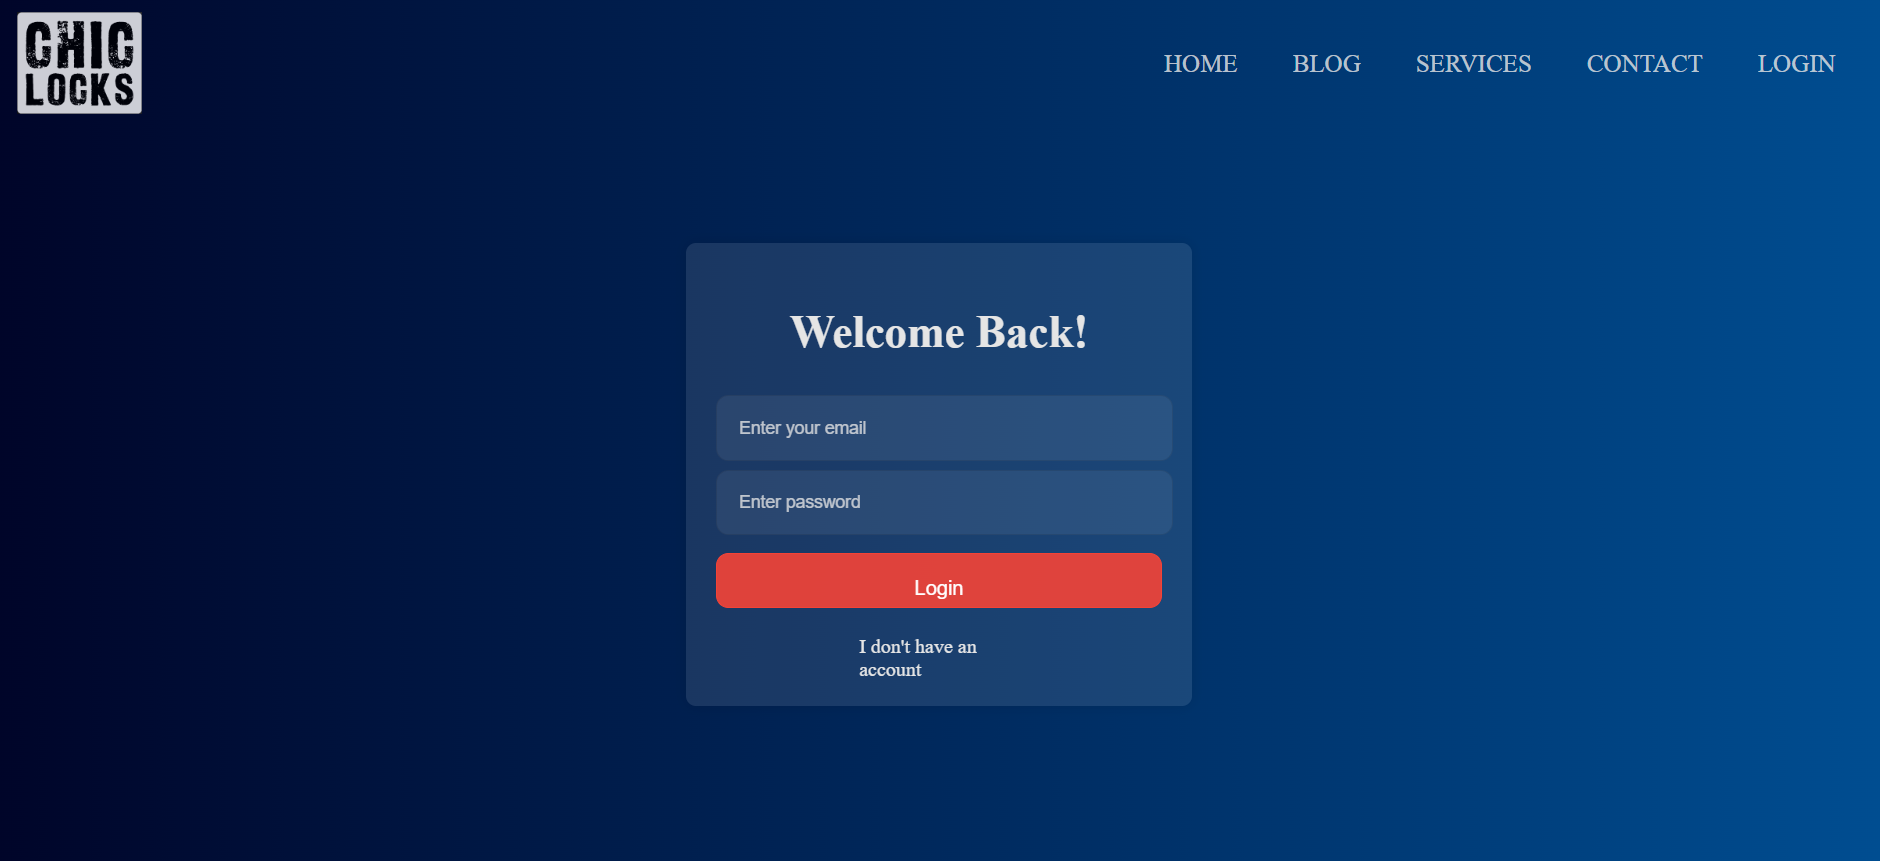 CHIC
LOCKS
HOME BLOG SERVICES CONTACT LOGIN
Welcome Back!
Enter your email
Enter password
Login
I don't have an
account